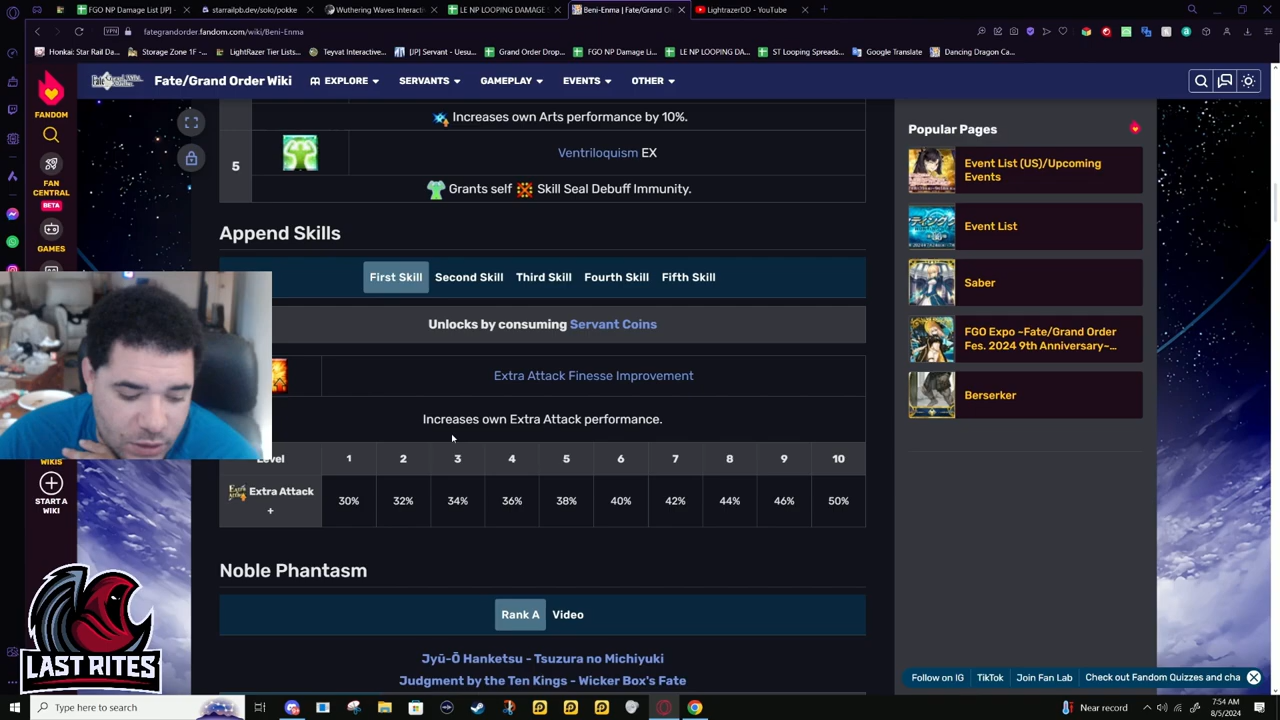 FGO NP Damage List [JP] -
starrailpb.dev/solo/pokke
Wuthering Waves Interactiv
LE NP LOOPING DAMAGE
Beni-Enma | Fate/Grand Or
LightrazerDD - YouTube
VPN
fategrandorder.fandom.com/wiki/Beni-Enma
Honkai: Star Rail Da...
Storage Zone 1F -...
LightRazer Tier Lists...
Teyvat Interactive...
[JP] Servant - Uesu...
Grand Order Drop...
FGO NP Damage Li...
LE NP LOOPING DA...
ST Looping Spreads...
Google Translate
Dancing Dragon Ca...
Fate/Grand Order Wiki
EXPLORE
SERVANTS
GAMEPLAY
EVENTS
OTHER
FANDOM
FAN
CENTRAL
BETA
GAMES
WIKIS
START A
WIKI
Increases own Arts performance by 10%.
5
Ventriloquism EX
Grants self Skill Seal Debuff Immunity.
Append Skills
First Skill Second Skill Third Skill Fourth Skill Fifth Skill
Unlocks by consuming Servant Coins
Extra Attack Finesse Improvement
Increases own Extra Attack performance.
Level 1 2 3 4 5 6 7 8 9 10
Extra Attack
+
30% 32% 34% 36% 38% 40% 42% 44% 46% 50%
Noble Phantasm
Rank A Video
Jyū-Ō Hanketsu - Tsuzura no Michiyuki
Judgment of the Ten Kings - Wicker Box's Fate
Popular Pages
Event List (US)/Upcoming
Events
Event List
Saber
FGO Expo ~Fate/Grand Order
Fes. 2024 9th Anniversary~...
Berserker
LAST RITES
Follow on IG TikTok Join Fan Lab Check out Fandom Quizzes and cha
Type here to search
Near record
7:54 AM
8/5/2024